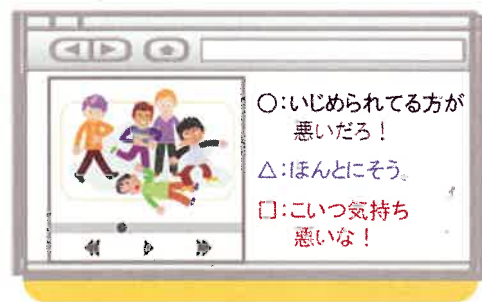 ○:いじめられてる方が
悪いだろ！
△:ほんとにそう。
□:こいつ気持ち
悪いな！